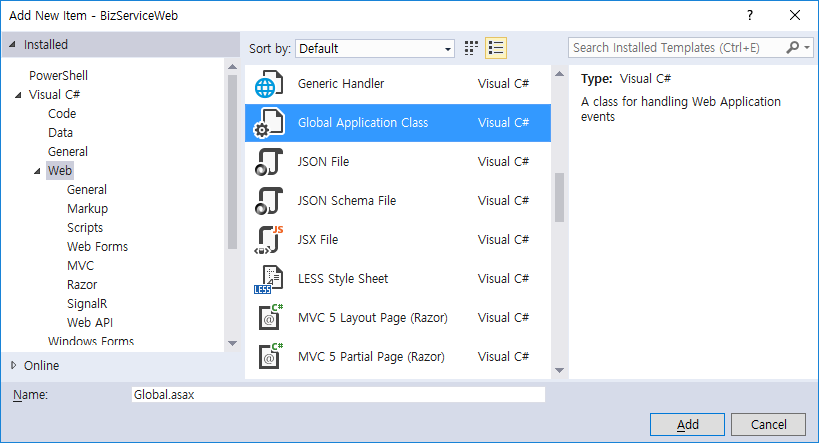 Add New Item - BizServiceWeb
Installed
PowerShell
Visual C#
Code
Data
General
Web
General
Markup
Scripts
Web Forms
MVC
Razor
SignalR
Web API
Windows Forms
Online
Sort by: Default
Generic Handler Visual C#
Global Application Class Visual C#
JSON File Visual C#
JSON Schema File Visual C#
JS
JSX File Visual C#
LESS
LESS Style Sheet Visual C#
C#
@
MVC 5 Layout Page (Razor) Visual C#
C#
@
MVC 5 Partial Page (Razor) Visual C#
Search Installed Templates (Ctrl+E)
Type: Visual C#
A class for handling Web Application
events
Name: Global.asax
Add Cancel